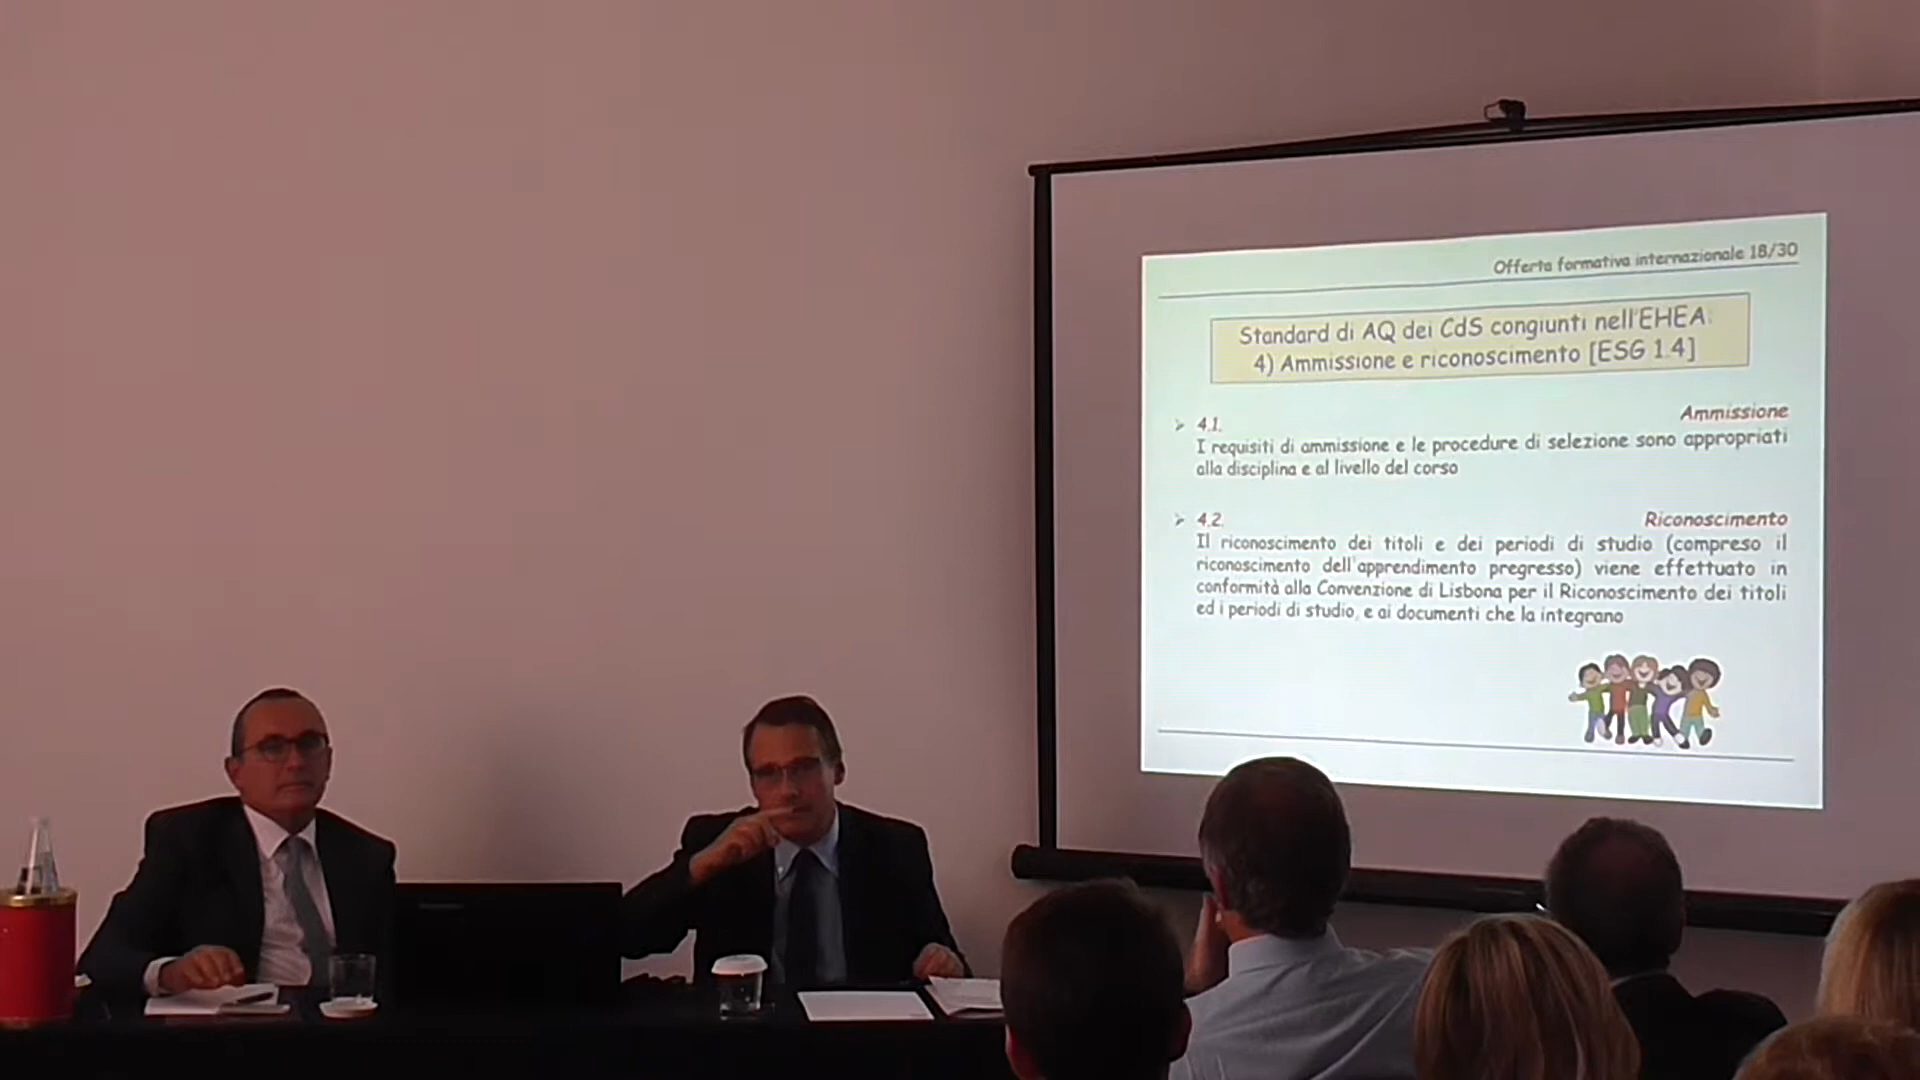 Offerta formativa internazionale 18/30
Standard di AQ dei CdS congiunti nell'EHEA:
4) Ammissione e riconoscimento [ESG 1.4]
4.1. Ammissione
I requisiti di ammissione e le procedure di selezione sono appropriati
alla disciplina e al livello del corso
4.2. Riconoscimento
Il riconoscimento dei titoli e dei periodi di studio (compreso il
riconoscimento dell'apprendimento pregresso) viene effettuato in
conformità alla Convenzione di Lisbona per il Riconoscimento dei titoli
ed i periodi di studio, e ai documenti che la integrano